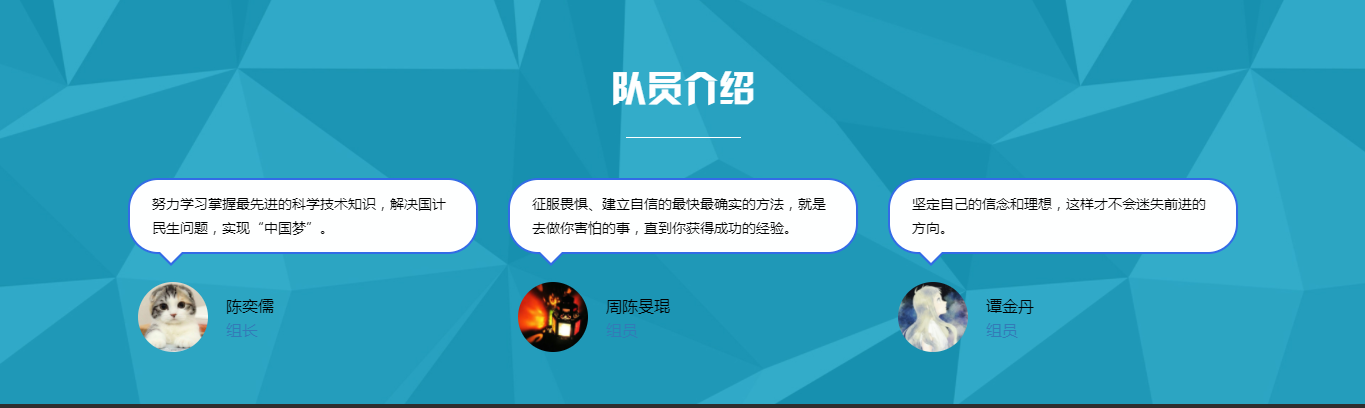 队员介绍
努力学习掌握最先进的科学技术知识，解决国计
民生问题，实现“中国梦”。
征服畏惧、建立自信的最快最确实的方法，就是
去做你害怕的事，直到你获得成功的经验。
坚定自己的信念和理想，这样才不会迷失前进的
方向。
陈奕儒
组长
周陈旻琨
组员
谭金丹
组员